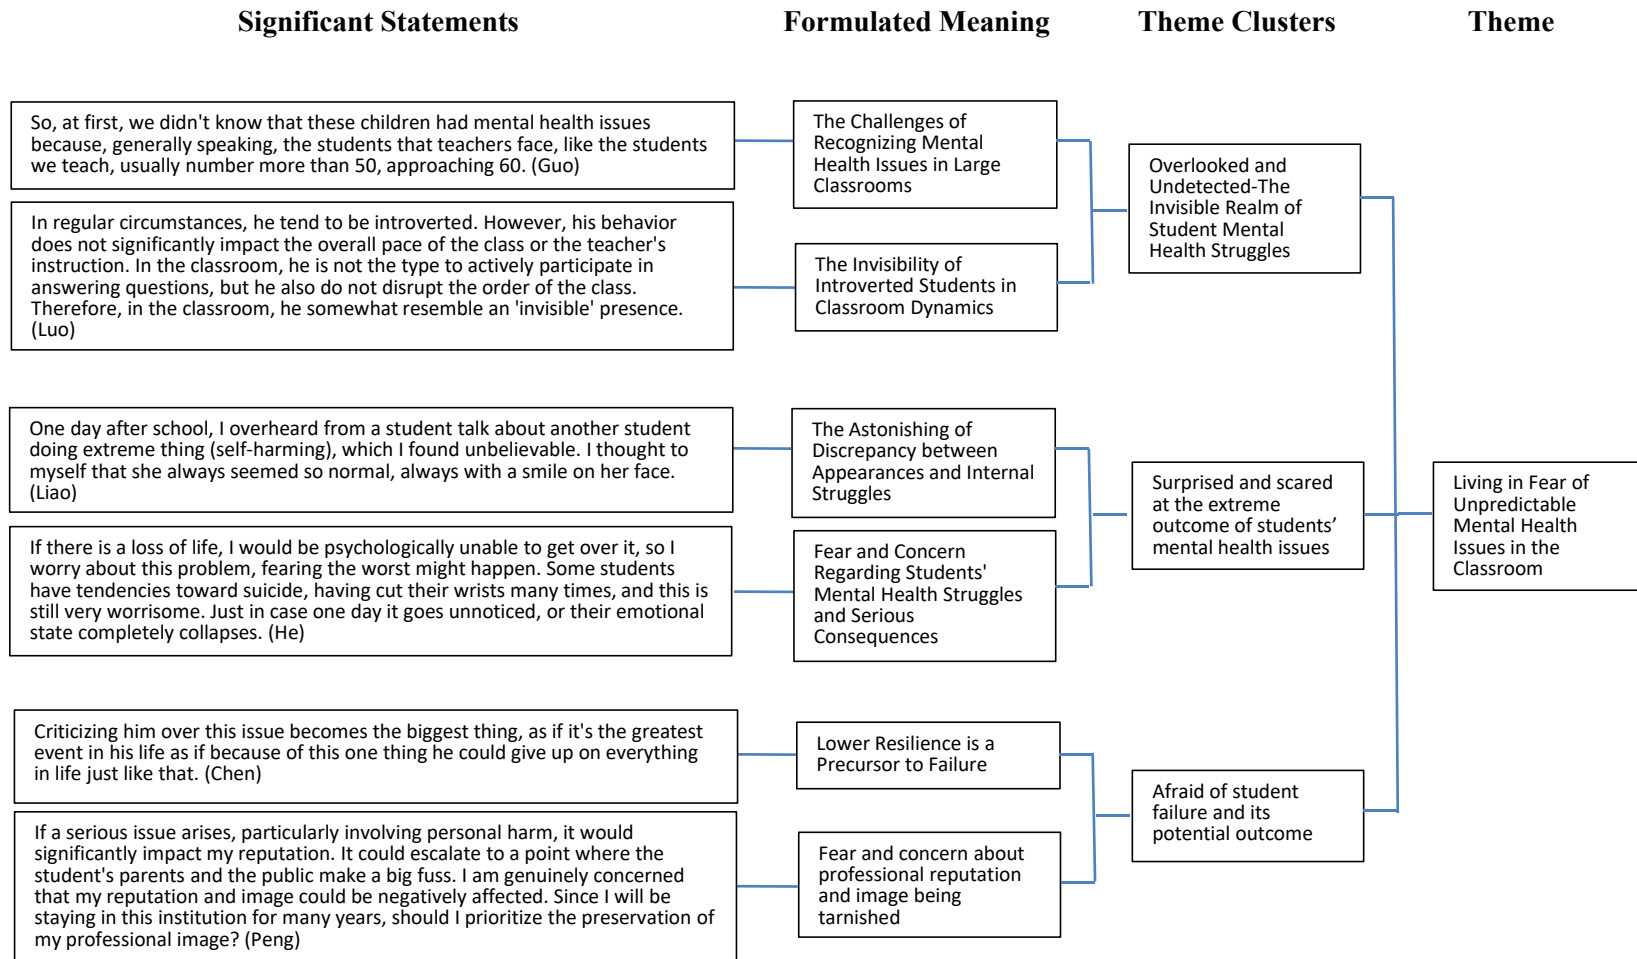 Significant Statements
Formulated Meaning
Theme Clusters
Theme
So, at first, we didn't know that these children had mental health issues
because, generally speaking, the students that teachers face, like the students
we teach, usually number more than 50, approaching 60. (Guo)
The Challenges of
Recognizing Mental
Health Issues in Large
Classrooms
In regular circumstances, he tend to be introverted. However, his behavior
does not significantly impact the overall pace of the class or the teacher's
instruction. In the classroom, he is not the type to actively participate in
answering questions, but he also do not disrupt the order of the class.
Therefore, in the classroom, he somewhat resemble an 'invisible' presence.
(Luo)
The Invisibility of
Introverted Students in
Classroom Dynamics
Overlooked and
Undetected-The
Invisible Realm of
Student Mental
Health Struggles
One day after school, I overheard from a student talk about another student
doing extreme thing (self-harming), which I found unbelievable. I thought to
myself that she always seemed so normal, always with a smile on her face.
(Liao)
The Astonishing of
Discrepancy between
Appearances and Internal
Struggles
If there is a loss of life, I would be psychologically unable to get over it, so I
worry about this problem, fearing the worst might happen. Some students
have tendencies toward suicide, having cut their wrists many times, and this is
still very worrisome. Just in case one day it goes unnoticed, or their emotional
state completely collapses. (He)
Fear and Concern
Regarding Students'
Mental Health Struggles
and Serious
Consequences
Surprised and scared
at the extreme
outcome of students’
mental health issues
Living in Fear of
Unpredictable
Mental Health
Issues in the
Classroom
Criticizing him over this issue becomes the biggest thing, as if it's the greatest
event in his life as if because of this one thing he could give up on everything
in life just like that. (Chen)
Lower Resilience is a
Precursor to Failure
If a serious issue arises, particularly involving personal harm, it would
significantly impact my reputation. It could escalate to a point where the
student's parents and the public make a big fuss. I am genuinely concerned
that my reputation and image could be negatively affected. Since I will be
staying in this institution for many years, should I prioritize the preservation of
my professional image? (Peng)
Fear and concern about
professional reputation
and image being
tarnished
Afraid of student
failure and its
potential outcome